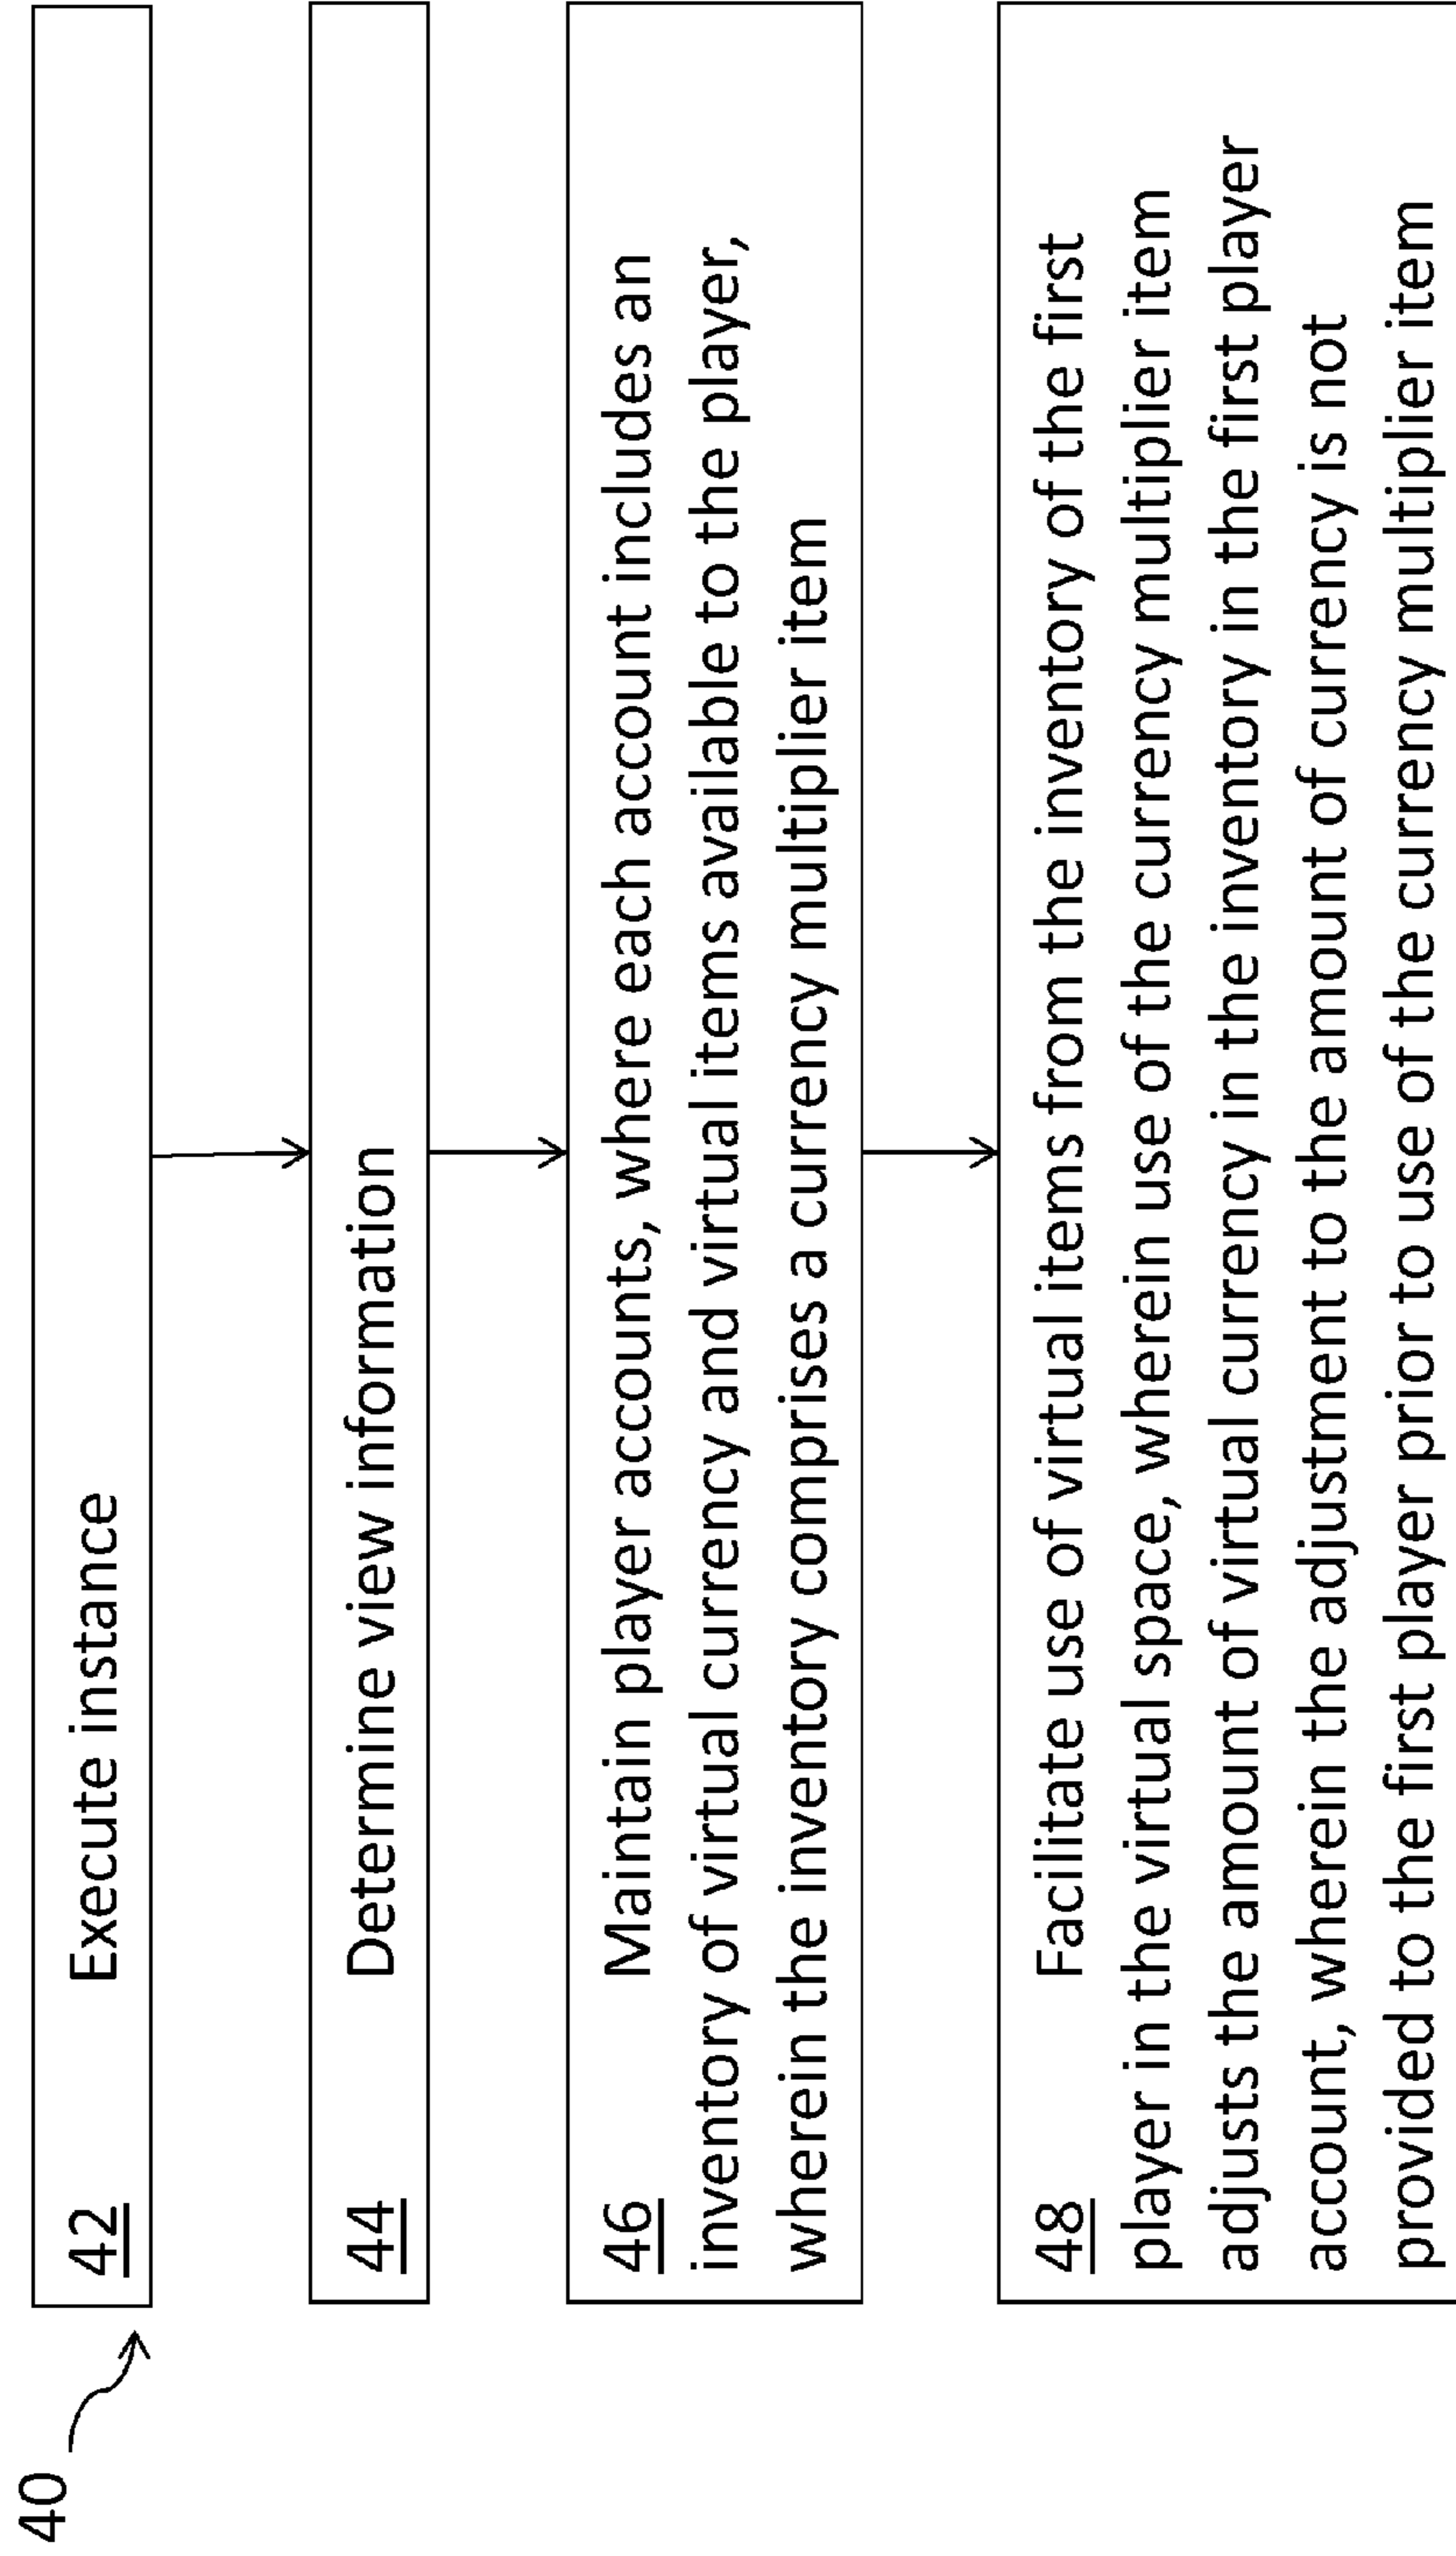 40
42 Execute instance
44 Determine view information
46 Maintain player accounts, where each account includes an
inventory of virtual currency and virtual items available to the player,
wherein the inventory comprises a currency multiplier item
48 Facilitate use of virtual items from the inventory of the first
player in the virtual space, wherein use of the currency multiplier item
adjusts the amount of virtual currency in the inventory in the first player
account, wherein the adjustment to the amount of currency is not
provided to the first player prior to use of the currency multiplier item